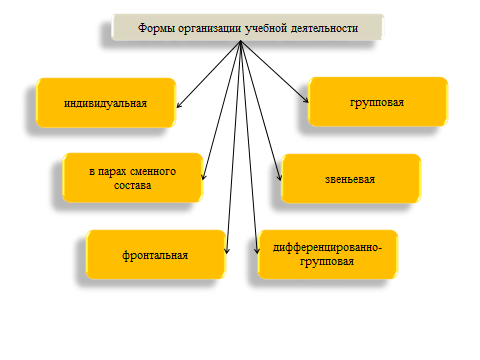 Формы организации учебной деятельности
индивидуальная
групповая
в парах сменного
состава
звеньевая
фронтальная
дифференцированно-
групповая